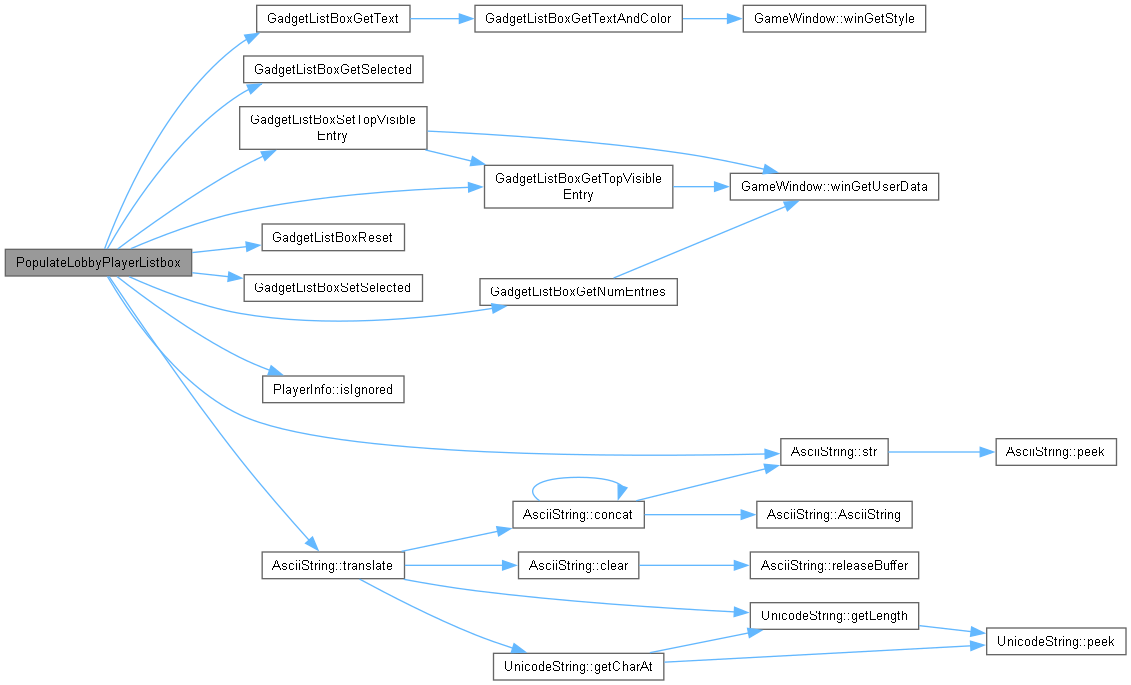 GadgetListBoxGetText
GadgetListBoxGetTextAndColor
GameWindow::winGetStyle
GadgetListBoxGetSelected
GadgetListBoxSetTopVisible
Entry
GadgetListBoxGetTopVisible
Entry
GameWindow::winGetUserData
GadgetListBoxReset
PopulateLobbyPlayerListbox
GadgetListBoxSetSelected
GadgetListBoxGetNumEntries
PlayerInfo::isIgnored
AsciiString::str
AsciiString::peek
AsciiString::concat
AsciiString::AsciiString
AsciiString::translate
AsciiString::clear
AsciiString::releaseBuffer
UnicodeString::getLength
UnicodeString::peek
UnicodeString::getCharAt